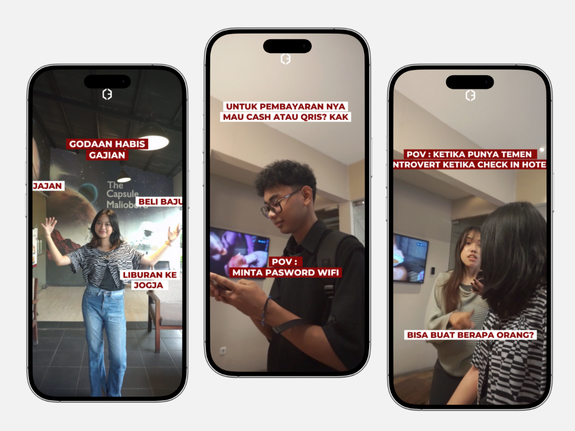 GODAAN HABIS
GAJIAN
JAJAN
The
Capsule
Malioboro
BELI BAJU
LIBURAN KE
JOGJA
UNTUK PEMBAYARAN NYA
MAU CASH ATAU QRIS? KAK
POV :
MINTA PASWORD WIFI
POV : KETIKA PUNYA TEMEN
NTROVERT KETIKA CHECK IN HOTE
BISA BUAT BERAPA ORANG?